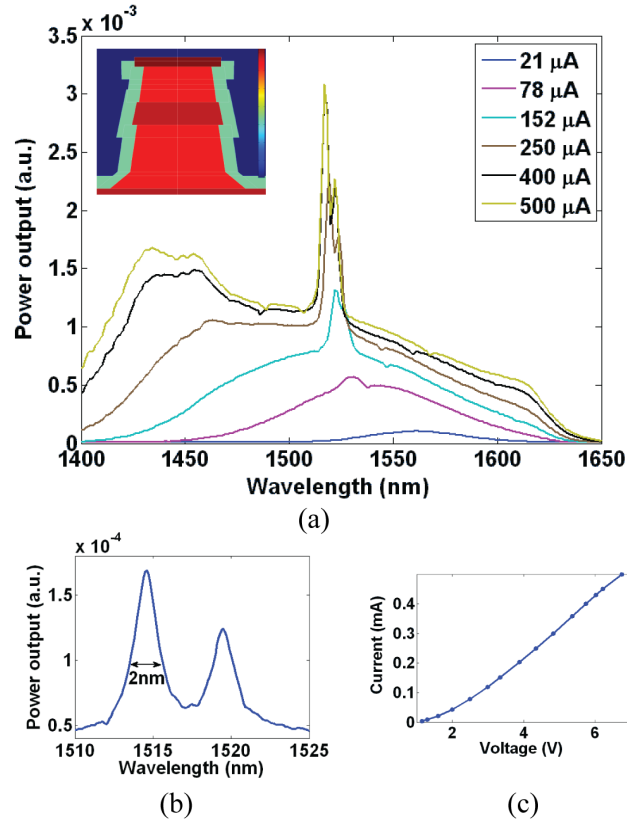 x 10⁻³
3.5
3
2.5
2
1.5
1
0.5
0
Power output (a.u.)
21 μA
78 μA
152 μA
250 μA
400 μA
500 μA
1400 1450 1500 1550 1600 1650
Wavelength (nm)
(a)
x 10⁻⁴
1.5
1
0.5
Power output (a.u.)
2nm
1510 1515 1520 1525
Wavelength (nm)
(b)
0.4
0.3
0.2
0.1
0
Current (mA)
2 4 6
Voltage (V)
(c)